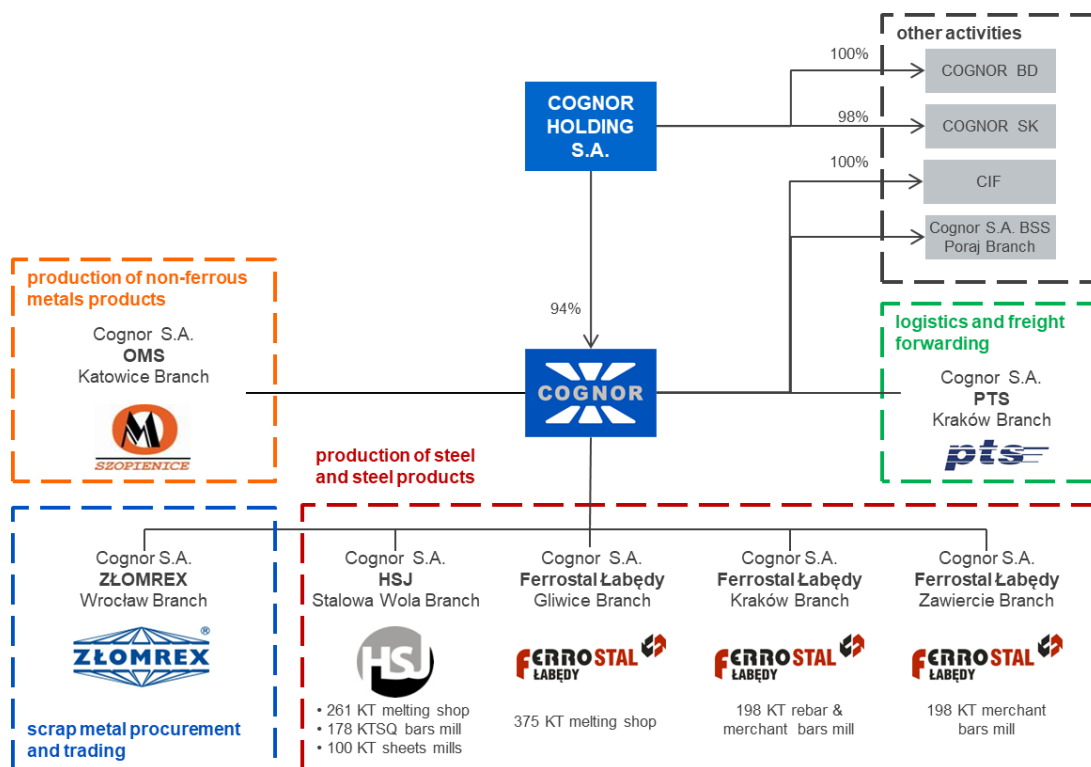 other activities
100%
COGNOR BD
COGNOR
HOLDING
S.A.
98%
COGNOR SK
100%
CIF
Cognor S.A. BSS
Poraj Branch
production of non-ferrous
metals products
Cognor S.A.
OMS
Katowice Branch
SZOPIENICE
94%
COGNOR
logistics and freight
forwarding
Cognor S.A.
PTS
Kraków Branch
pts
production of steel
and steel products
Cognor S.A.
ZŁOMREX
Wrocław Branch
ZŁOMREX®
scrap metal procurement
and trading
Cognor S.A.
HSJ
Stalowa Wola Branch
HSJ
• 261 KT melting shop
• 178 KTSQ bars mill
• 100 KT sheets mills
Cognor S.A.
Ferrostal Łabędy
Gliwice Branch
FERROSTAL
ŁABĘDY
375 KT melting shop
Cognor S.A.
Ferrostal Łabędy
Kraków Branch
FERROSTAL
ŁABĘDY
198 KT rebar &
merchant bars mill
Cognor S.A.
Ferrostal Łabędy
Zawiercie Branch
FERROSTAL
ŁABĘDY
198 KT merchant
bars mill